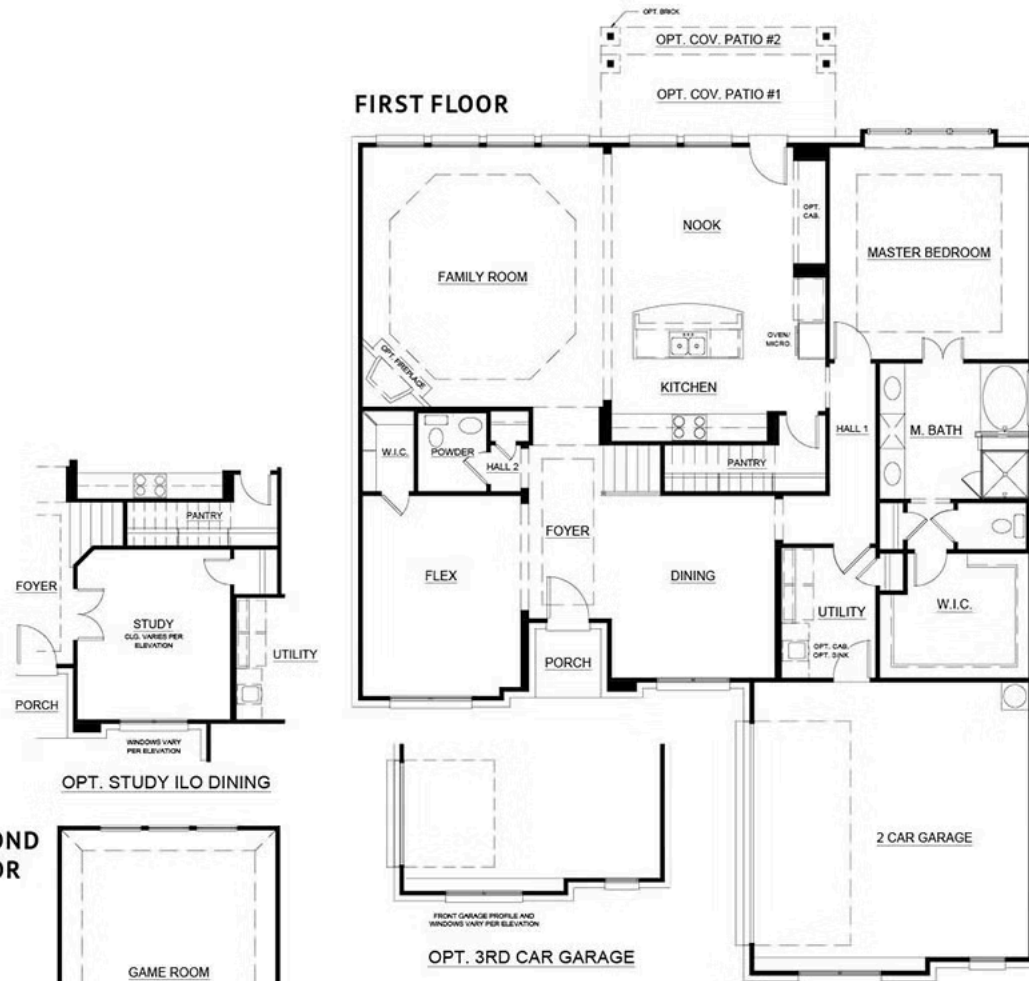 OPT. BRICK
OPT. COV. PATIO #2
OPT. COV. PATIO #1
FIRST FLOOR
NOOK
OPT.
CAB.
MASTER BEDROOM
FAMILY ROOM
OVEN/
MICRO.
OPT. FIREPLACE
KITCHEN
W.I.C.
POWDER
HALL 2
HALL 1
M. BATH
PANTRY
FOYER
FLEX
DINING
UTILITY
OPT. CAB.
OPT. SINK
W.I.C.
PORCH
2 CAR GARAGE
PANTRY
FOYER
STUDY
CLG. VARIES PER
ELEVATION
UTILITY
PORCH
WINDOWS VARY
PER ELEVATION
OPT. STUDY ILO DINING
FRONT GARAGE PROFILE AND
WINDOWS VARY PER ELEVATION
OPT. 3RD CAR GARAGE
OND
OR
GAME ROOM